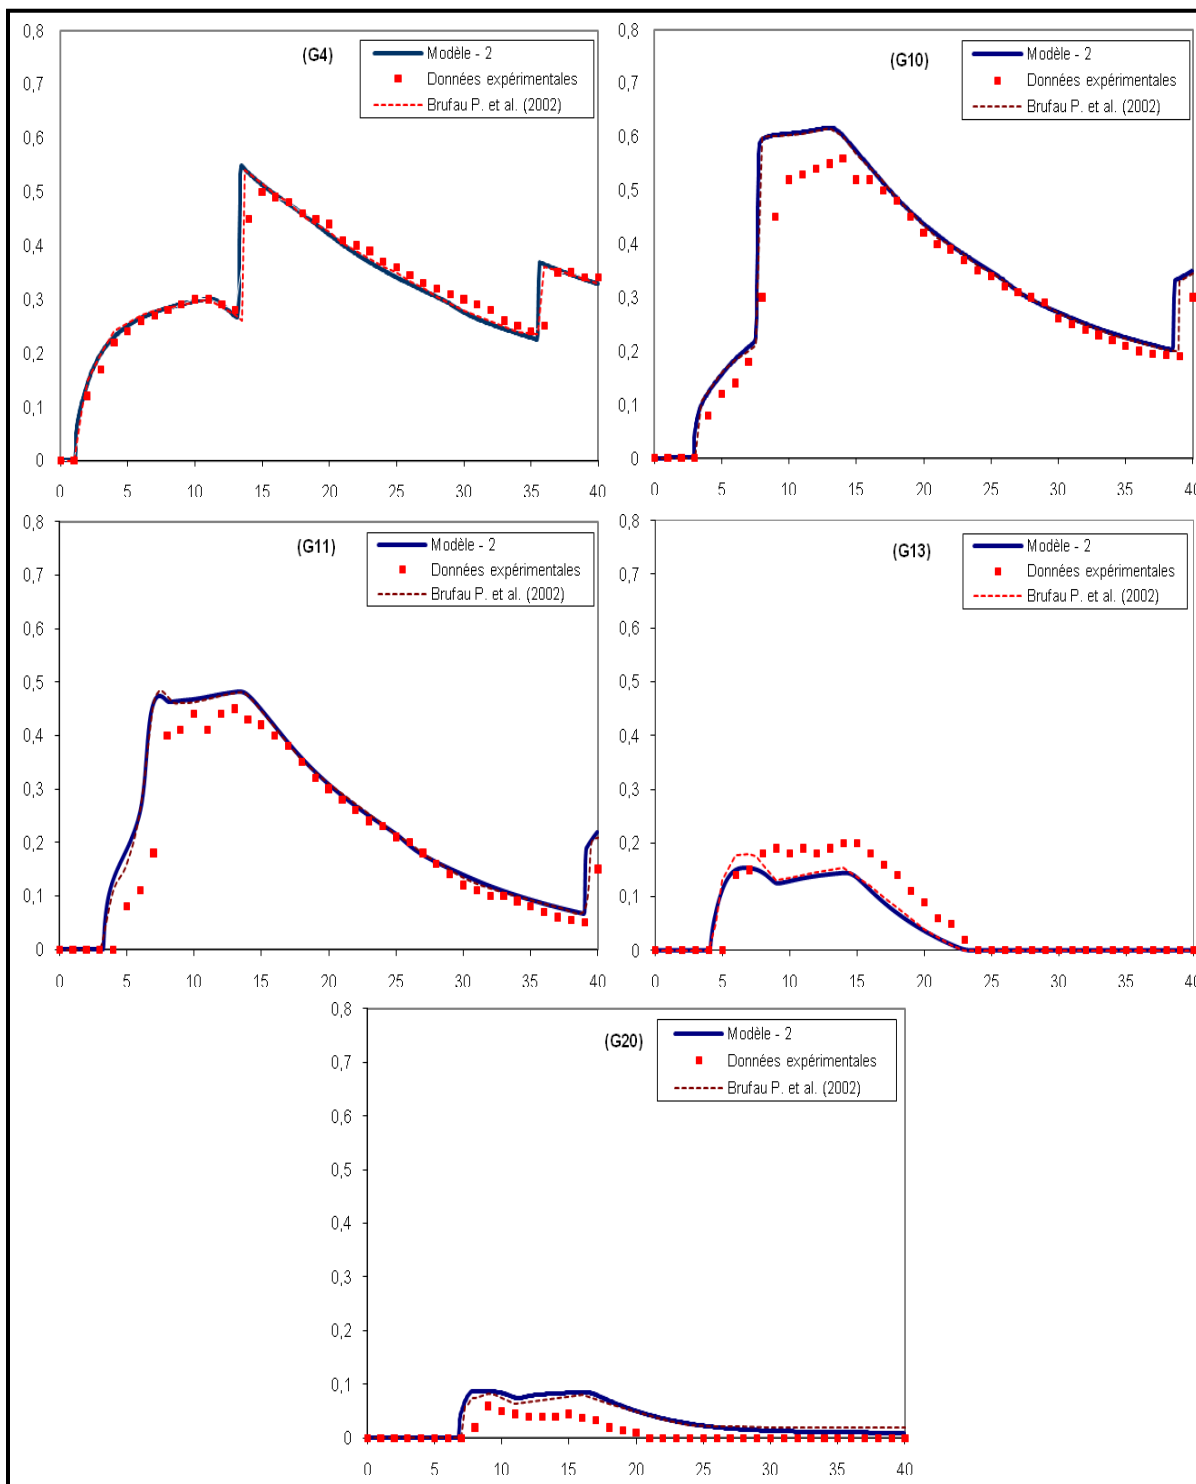 (G4)
Modèle - 2
Données expérimentales
Brufau P. et al. (2002)
0,8
0,7
0,6
0,5
0,4
0,3
0,2
0,1
0
0 5 10 15 20 25 30 35 40
(G10)
Modèle - 2
Données expérimentales
Brufau P. et al. (2002)
0,8
0,7
0,6
0,5
0,4
0,3
0,2
0,1
0
0 5 10 15 20 25 30 35 40
(G11)
Modèle - 2
Données expérimentales
Brufau P. et al. (2002)
0,8
0,7
0,6
0,5
0,4
0,3
0,2
0,1
0
0 5 10 15 20 25 30 35 40
(G13)
Modèle - 2
Données expérimentales
Brufau P. et al. (2002)
0,8
0,7
0,6
0,5
0,4
0,3
0,2
0,1
0
0 5 10 15 20 25 30 35 40
(G20)
Modèle - 2
Données expérimentales
Brufau P. et al. (2002)
0,8
0,7
0,6
0,5
0,4
0,3
0,2
0,1
0
0 5 10 15 20 25 30 35 40